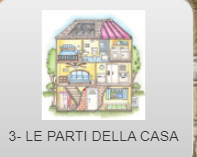 3- LE PARTI DELLA CASA